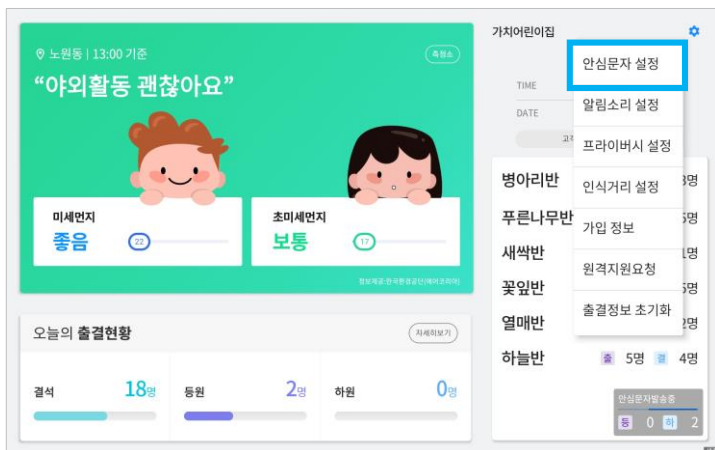 노원동 | 13:00 기준
측정소
“야외활동 괜찮아요”
미세먼지
좋음
22
초미세먼지
보통
17
정보제공:한국환경공단(에어코리아)
오늘의 출결현황
자세히보기
결석
18명
등원
2명
하원
0명
가치어린이집
TIME
DATE
안심문자 설정
알림소리 설정
프라이버시 설정
인식거리 설정
가입 정보
원격지원요청
출결정보 초기화
병아리반
명
푸른나무반
명
새싹반
명
꽃잎반
명
열매반
명
하늘반 출 5명 결 4명
안심문자발송중
등 0 하 2